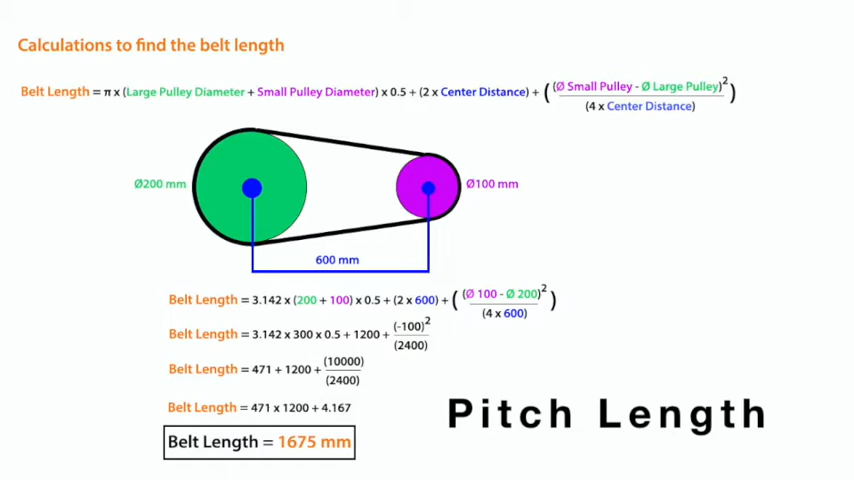 Calculations to find the belt length
Belt Length = π x (Large Pulley Diameter + Small Pulley Diameter) x 0.5 + (2 x Center Distance) + ( (Ø Small Pulley - Ø Large Pulley)²
(4 x Center Distance) )
Ø200 mm
Ø100 mm
600 mm
Belt Length = 3.142 x (200 + 100) x 0.5 + (2 x 600) + ( (Ø 100 - Ø 200)²
(4 x 600) )
Belt Length = 3.142 x 300 x 0.5 + 1200 + (-100)²
(2400)
Belt Length = 471 + 1200 + (10000)
(2400)
Belt Length = 471 x 1200 + 4.167
Pitch Length
Belt Length = 1675 mm